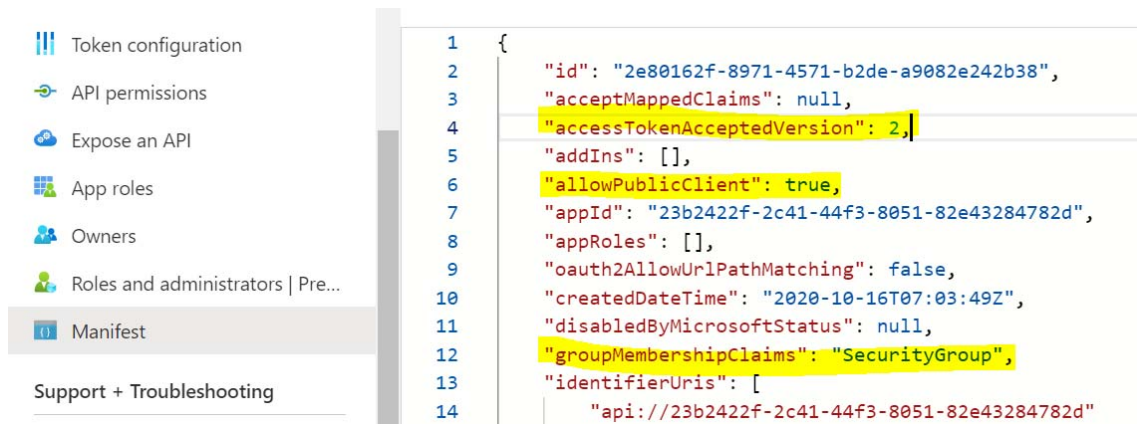 Token configuration
API permissions
Expose an API
App roles
Owners
Roles and administrators | Pre...
Manifest
Support + Troubleshooting
1 {
2 "id": "2e80162f-8971-4571-b2de-a9082e242b38",
3 "acceptMappedClaims": null,
4 "accessTokenAcceptedVersion": 2,
5 "addIns": [],
6 "allowPublicClient": true,
7 "appId": "23b2422f-2c41-44f3-8051-82e43284782d",
8 "appRoles": [],
9 "oauth2AllowUrlPathMatching": false,
10 "createdDateTime": "2020-10-16T07:03:49Z",
11 "disabledByMicrosoftStatus": null,
12 "groupMembershipClaims": "SecurityGroup",
13 "identifierUris": [
14 "api://23b2422f-2c41-44f3-8051-82e43284782d"